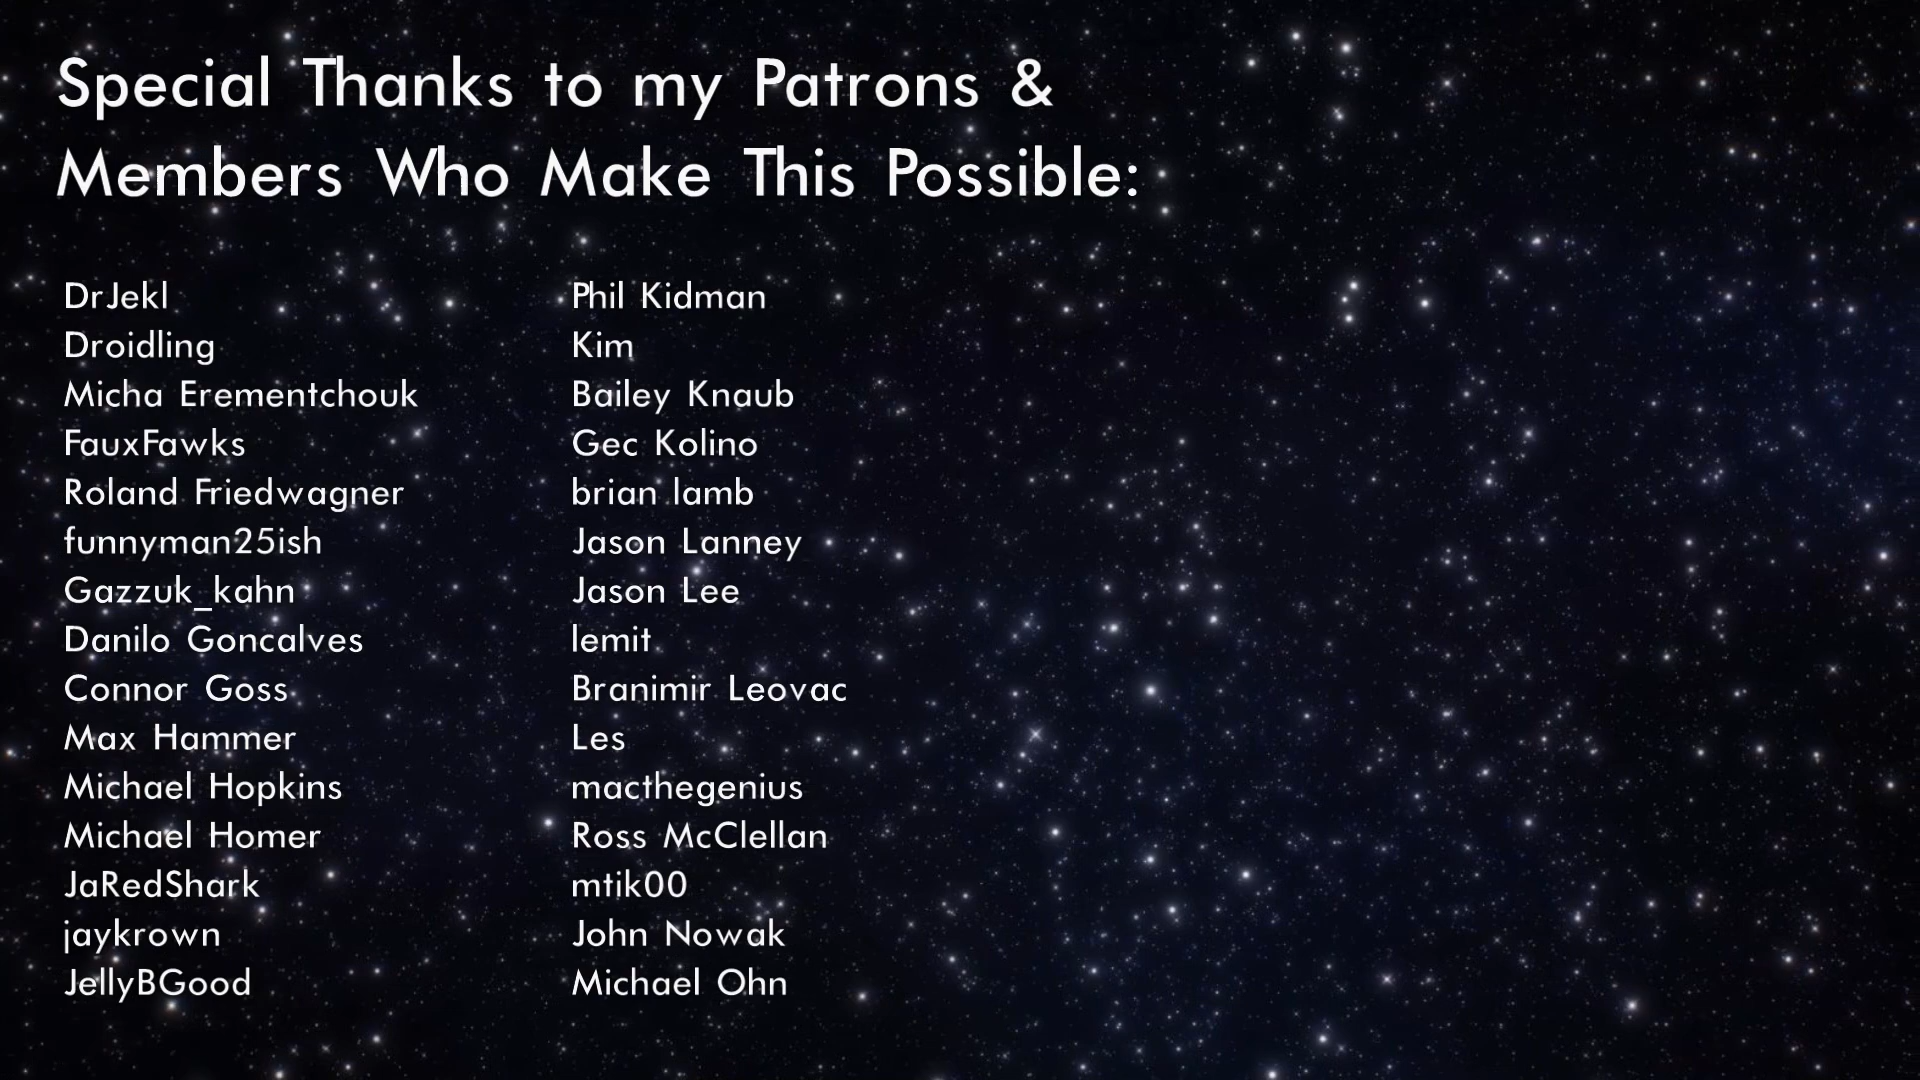 Special Thanks to my Patrons &
Members Who Make This Possible:
DrJekl
Droidling
Micha Erementchouk
FauxFawks
Roland Friedwagner
funnyman25ish
Gazzuk_kahn
Danilo Goncalves
Connor Goss
Max Hammer
Michael Hopkins
Michael Homer
JaRedShark
jaykrown
JellyBGood
Phil Kidman
Kim
Bailey Knaub
Gec Kolino
brian lamb
Jason Lanney
Jason Lee
lemit
Branimir Leovac
Les
macthegenius
Ross McClellan
mtik00
John Nowak
Michael Ohn